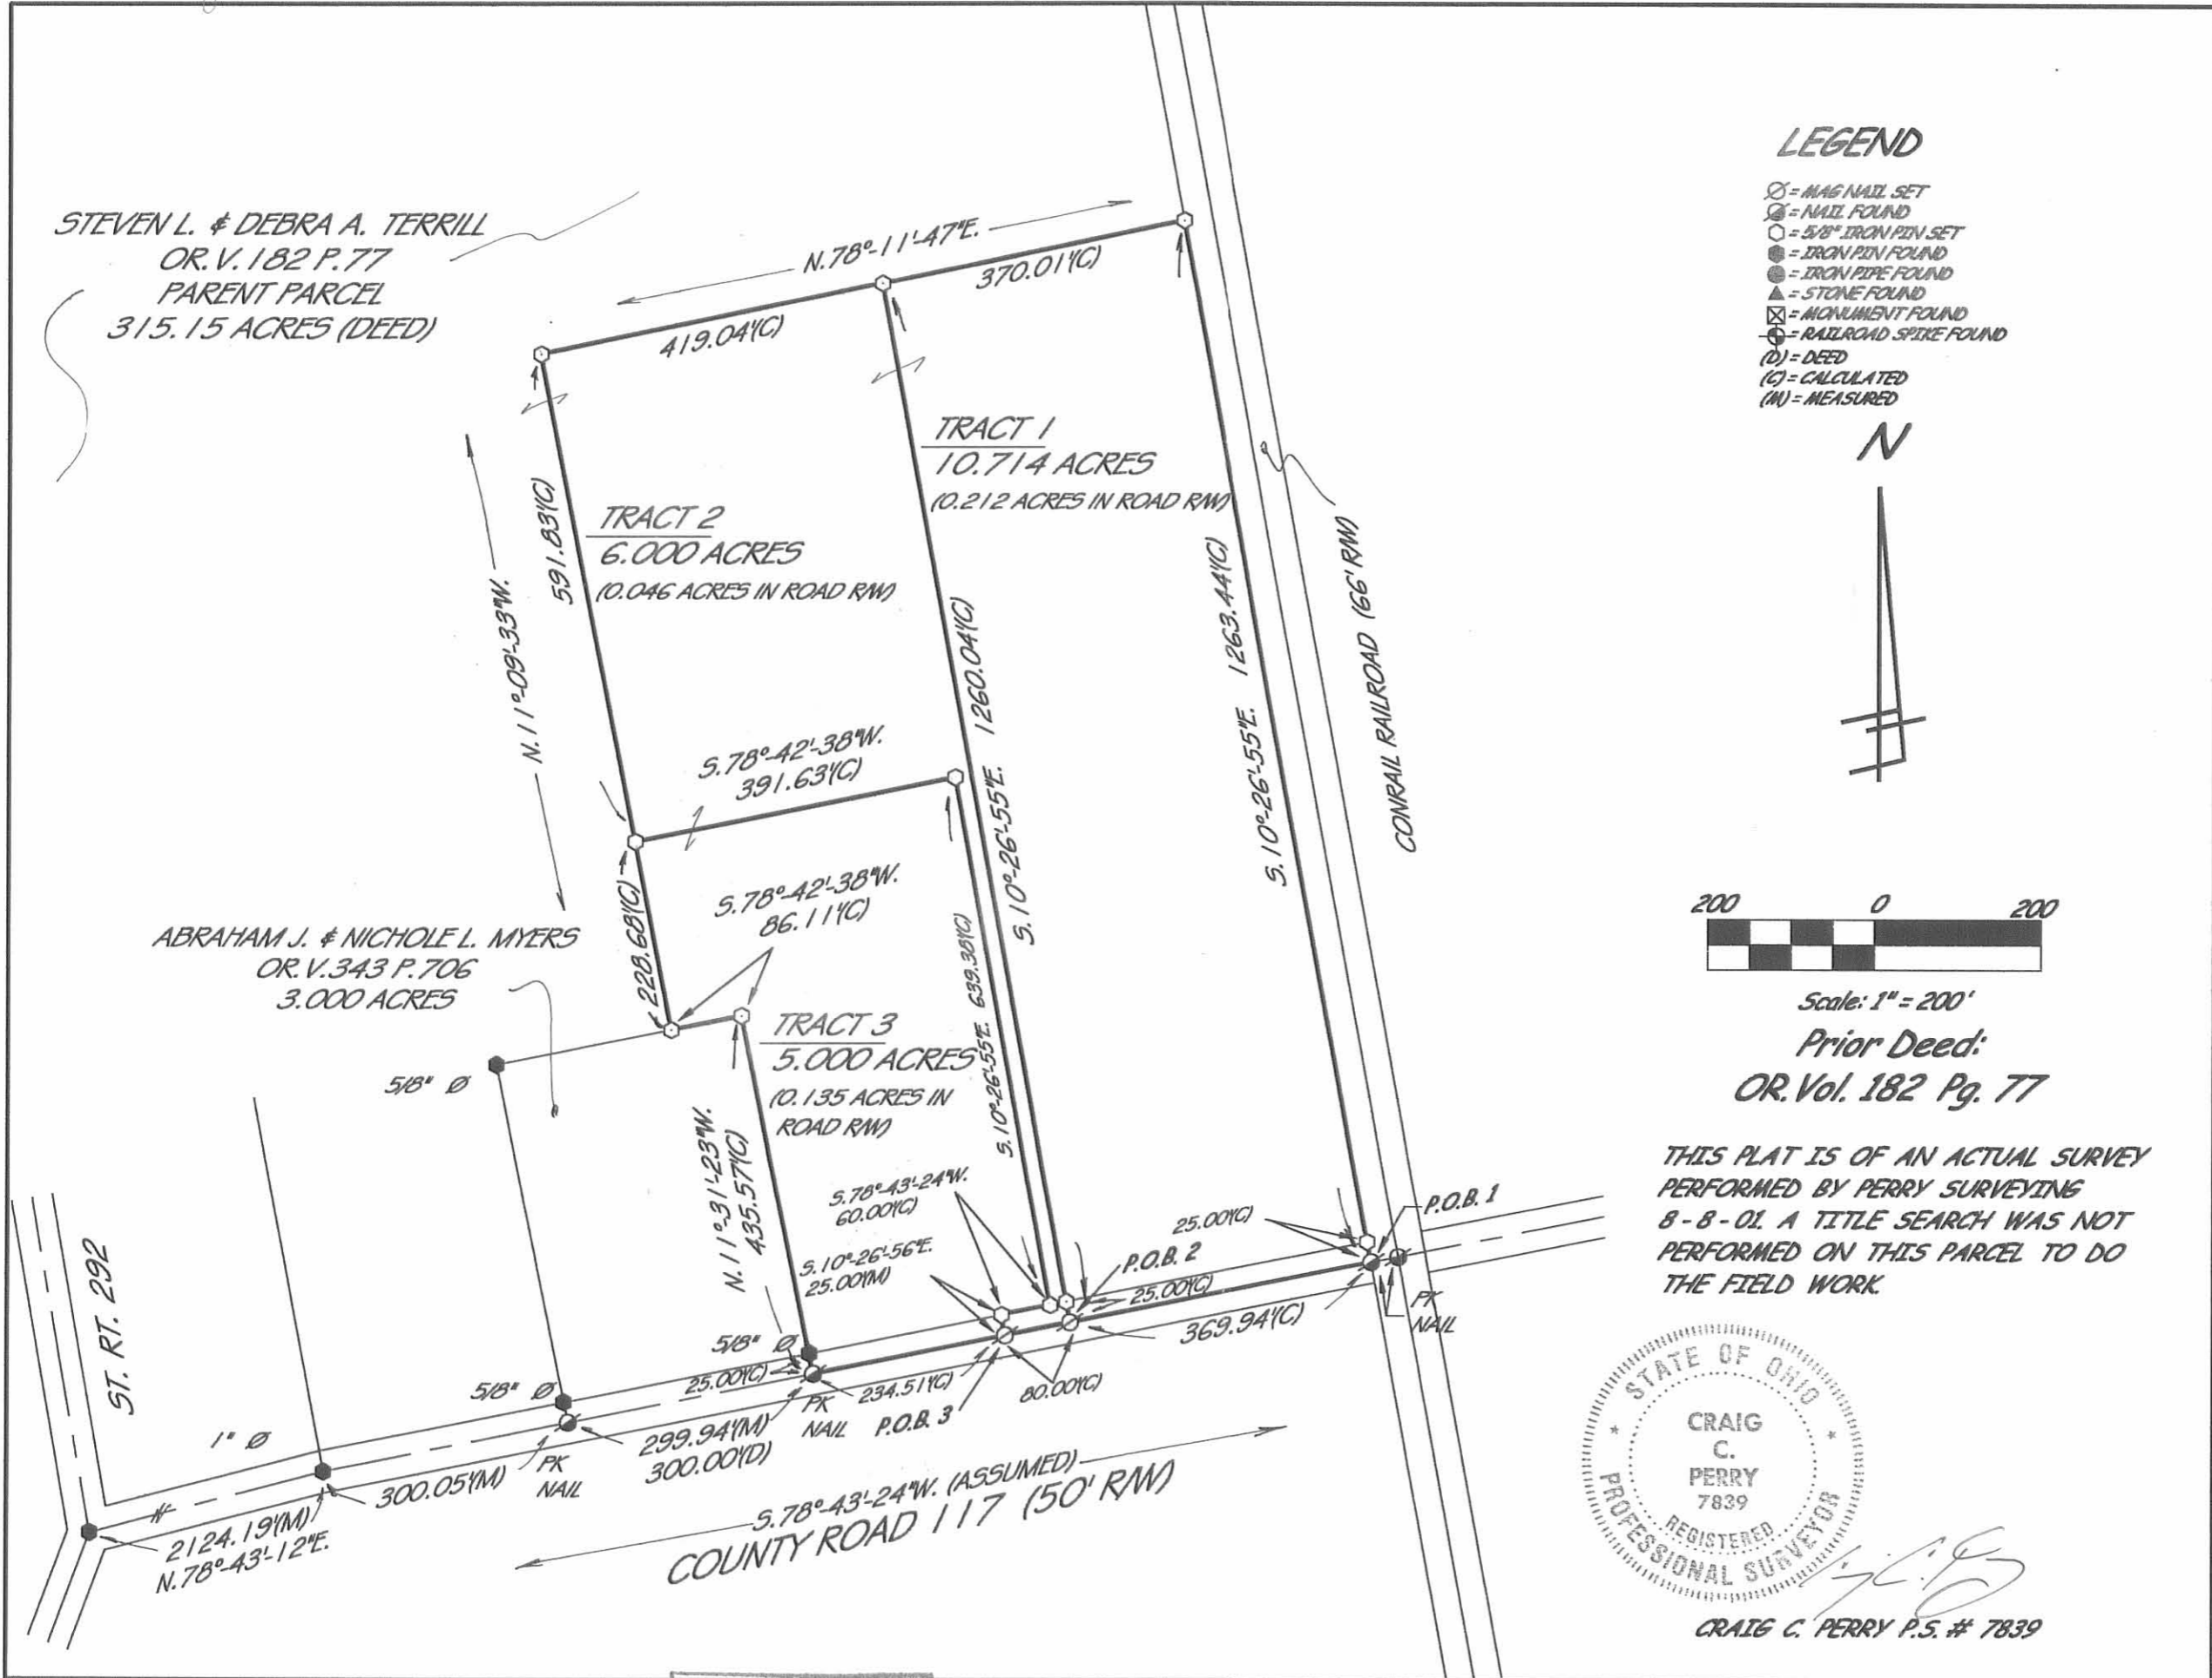 STEVEN L. & DEBRA A. TERRILL
OR.V.182 P.77
PARENT PARCEL
315.15 ACRES (DEED)
N.78°-11'-47"E.
370.01'(C)
419.04'(C)
TRACT 1
10.714 ACRES
(0.212 ACRES IN ROAD R/W)
TRACT 2
6.000 ACRES
(0.046 ACRES IN ROAD R/W)
591.83'(C)
N.11°-09'-33"W.
S.10°-26'-55"E. 1260.04'(C)
S.10°-26'-55"E. 1263.44'(C)
CONRAIL RAILROAD (66' R/W)
S.78°-42'-38"W.
391.63'(C)
S.78°-42'-38"W.
86.11'(C)
228.68'(C)
S.10°-26'-55"E. 639.38'(C)
ABRAHAM J. & NICHOLE L. MYERS
OR.V.343 P.706
3.000 ACRES
5/8" Ø
TRACT 3
5.000 ACRES
(0.135 ACRES IN
ROAD R/W)
N.11°-31'-23"W.
435.57'(C)
S.78°-43'-24"W.
60.00'(C)
S.10°-26'-56"E.
25.00'(M)
25.00'(C)
P.O.B. 1
P.O.B. 2
25.00'(C)
369.94'(C)
PK
NAIL
5/8" Ø
25.00'(C)
234.51'(C)
80.00'(C)
PK
NAIL
P.O.B. 3
5/8" Ø
299.94'(M)
300.00'(D)
PK
NAIL
300.05'(M)
1" Ø
ST. RT. 292
2124.19'(M)
N.78°-43'-12"E.
S.78°-43'-24"W. (ASSUMED)
COUNTY ROAD 117 (50' R/W)
LEGEND
Ø = MAG NAIL SET
= NAIL FOUND
= 5/8" IRON PIN SET
= IRON PIN FOUND
= IRON PIPE FOUND
= STONE FOUND
= MONUMENT FOUND
= RAILROAD SPIKE FOUND
(D) = DEED
(C) = CALCULATED
(M) = MEASURED
N
200 0 200
Scale: 1" = 200'
Prior Deed:
OR.Vol. 182 Pg. 77
THIS PLAT IS OF AN ACTUAL SURVEY
PERFORMED BY PERRY SURVEYING
8-8-01. A TITLE SEARCH WAS NOT
PERFORMED ON THIS PARCEL TO DO
THE FIELD WORK.
STATE OF OHIO
CRAIG
C.
PERRY
7839
REGISTERED
PROFESSIONAL SURVEYOR
CRAIG C. PERRY P.S. # 7839